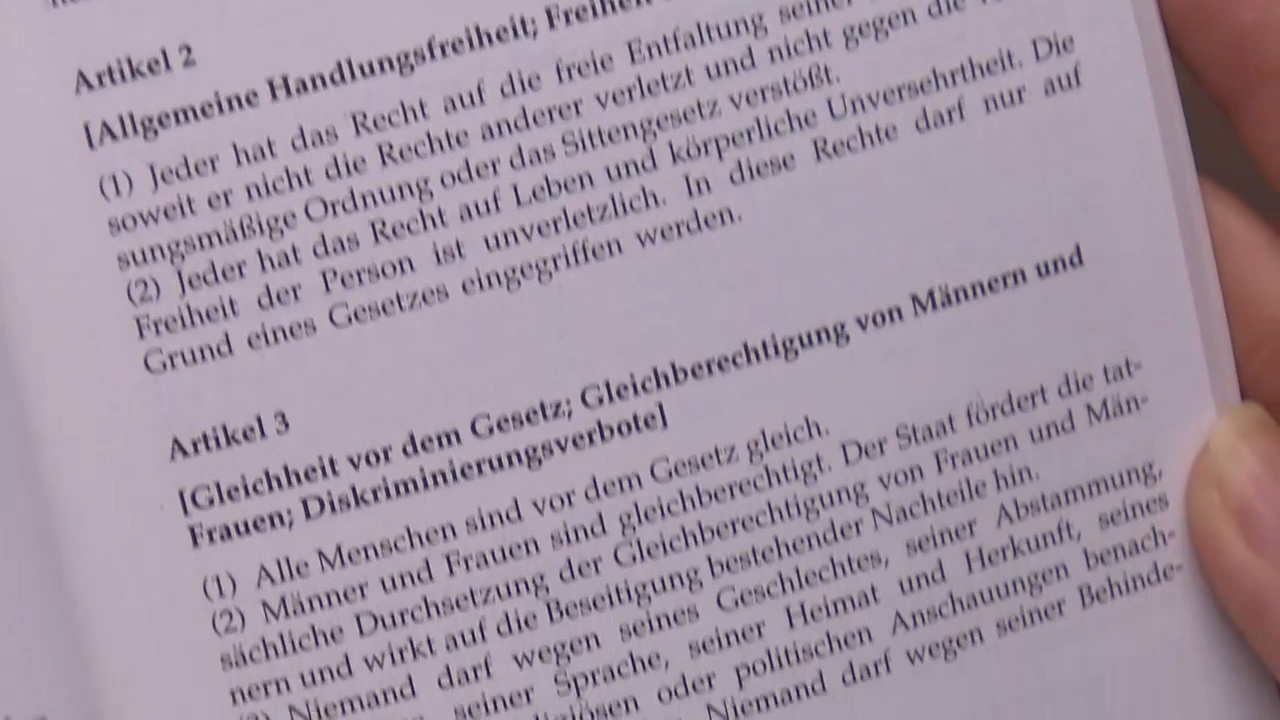 Artikel 2
[Allgemeine Handlungsfreiheit; Freihei
(1) Jeder hat das Recht auf die freie Entfaltung seiner
soweit er nicht die Rechte anderer verletzt und nicht gegen die
sungsmäßige Ordnung oder das Sittengesetz verstößt.
(2) Jeder hat das Recht auf Leben und körperliche Unversehrtheit. Die
Freiheit der Person ist unverletzlich. In diese Rechte darf nur auf
Grund eines Gesetzes eingegriffen werden.
Artikel 3
[Gleichheit vor dem Gesetz; Gleichberechtigung von Männern und
Frauen; Diskriminierungsverbote]
(1) Alle Menschen sind vor dem Gesetz gleich.
(2) Männer und Frauen sind gleichberechtigt. Der Staat fördert die tat-
sächliche Durchsetzung der Gleichberechtigung von Frauen und Män-
nern und wirkt auf die Beseitigung bestehender Nachteile hin.
(3) Niemand darf wegen seines Geschlechtes, seiner Abstammung,
seiner Sprache, seiner Heimat und Herkunft, seines
oder politischen Anschauungen benach-
Niemand darf wegen seiner Behinde-